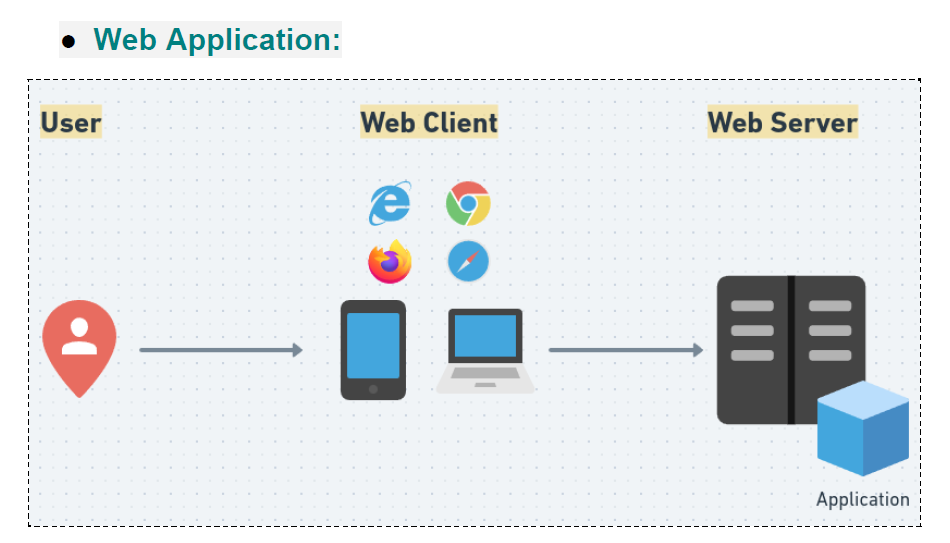 ● Web Application:
User
Web Client
Web Server
Application